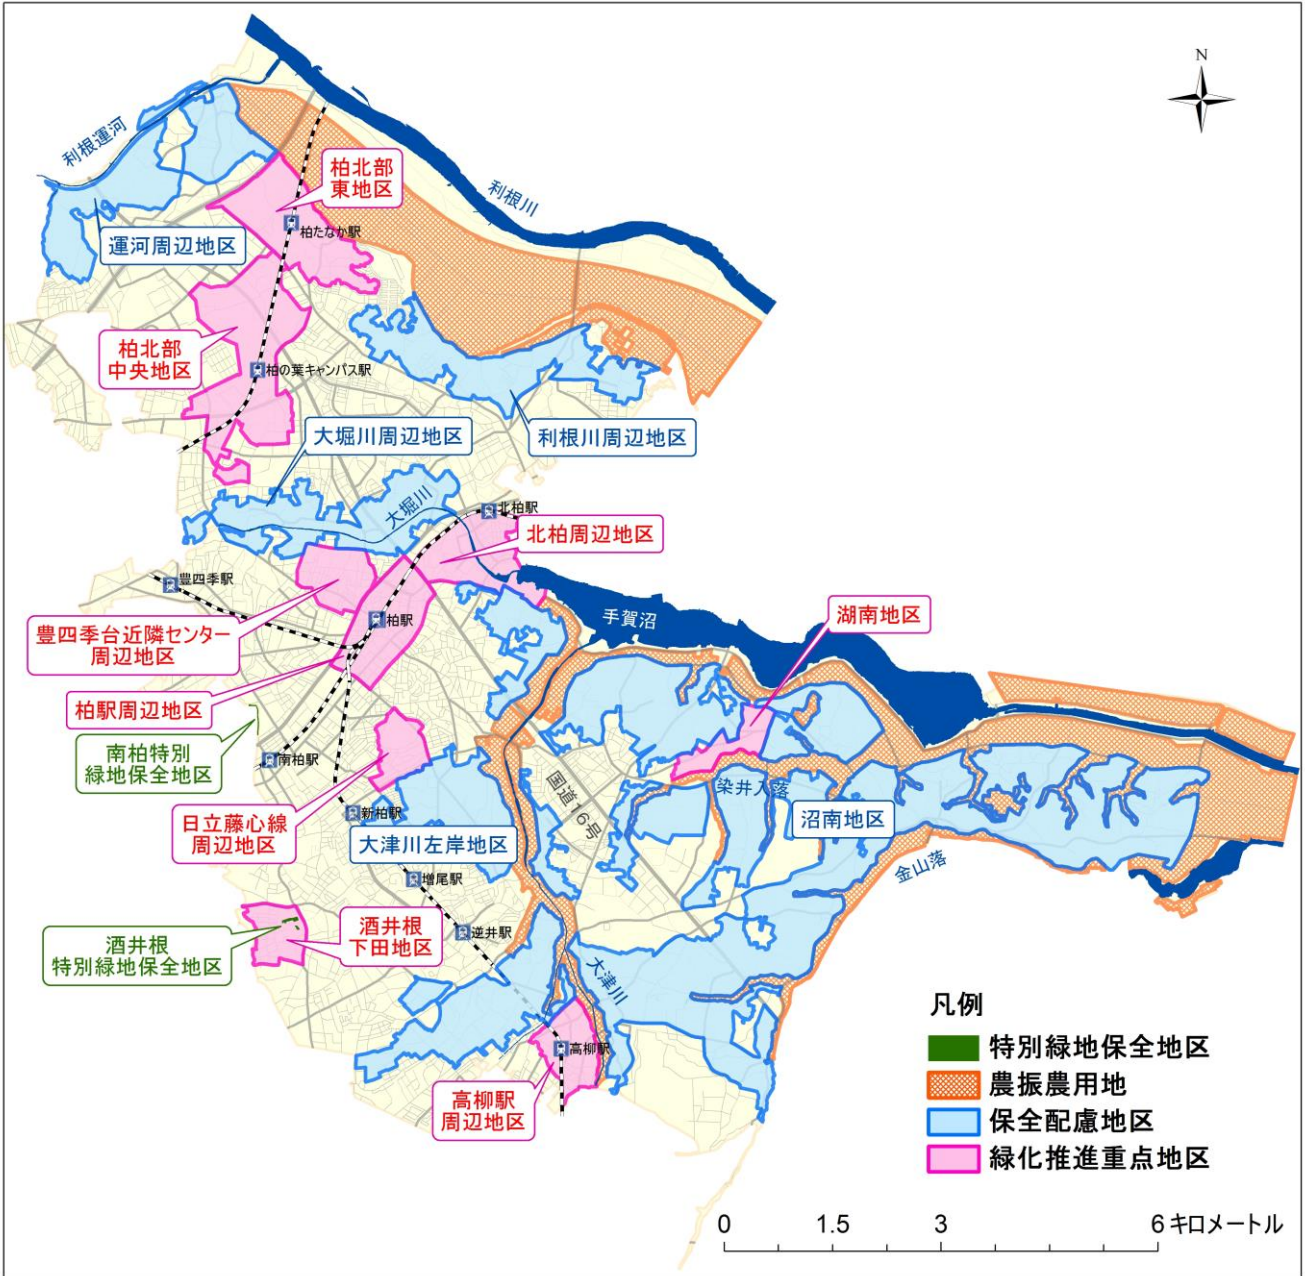 N
利根運河
利根川
柏北部
東地区
柏たなか駅
運河周辺地区
柏北部
中央地区
柏の葉キャンパス駅
大堀川周辺地区
利根川周辺地区
大堀川
北柏駅
北柏周辺地区
豊四季駅
手賀沼
湖南地区
柏駅
豊四季台近隣センター
周辺地区
柏駅周辺地区
南柏特別
緑地保全地区
南柏駅
国道16号
染井入落
沼南地区
日立藤心線
周辺地区
新柏駅
大津川左岸地区
増尾駅
金山落
酒井根
下田地区
逆井駅
酒井根
特別緑地保全地区
大津川
高柳駅
高柳駅
周辺地区
凡例
特別緑地保全地区
農振農用地
保全配慮地区
緑化推進重点地区
0 1.5 3 6 キロメートル